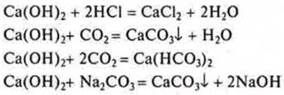 Ca(OH)₂ + 2HCl = CaCl₂ + 2H₂O
Ca(OH)₂+ CO₂= CaCO₃↓ + H₂O
Ca(OH)₂+ 2CO₂= Ca(HCO₃)₂
Ca(OH)₂+ Na₂CO₃= CaCO₃↓ + 2NaOH